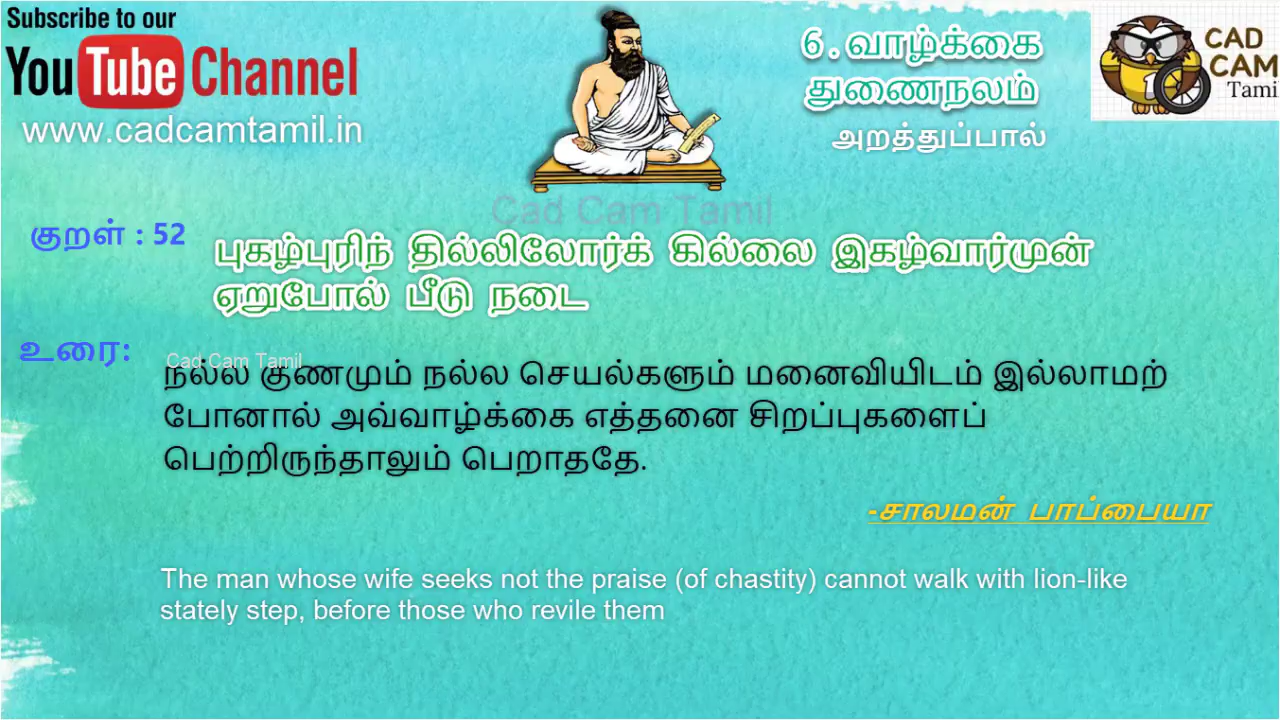 Subscribe to our
YouTube Channel
www.cadcamtamil.in
6.வாழ்க்கை
துணைநலம்
அறத்துப்பால்
CAD
CAM
Tamil
Cad Cam Tamil
குறள் : 52
புகழ்புரிந் தில்லிலோர்க் கில்லை இகழ்வார்முன்
ஏறுபோல் பீடு நடை
உரை:
Cad Cam Tamil
நல்ல குணமும் நல்ல செயல்களும் மனைவியிடம் இல்லாமற்
போனால் அவ்வாழ்க்கை எத்தனை சிறப்புகளைப்
பெற்றிருந்தாலும் பெறாததே.
-சாலமன் பாப்பையா
The man whose wife seeks not the praise (of chastity) cannot walk with lion-like
stately step, before those who revile them